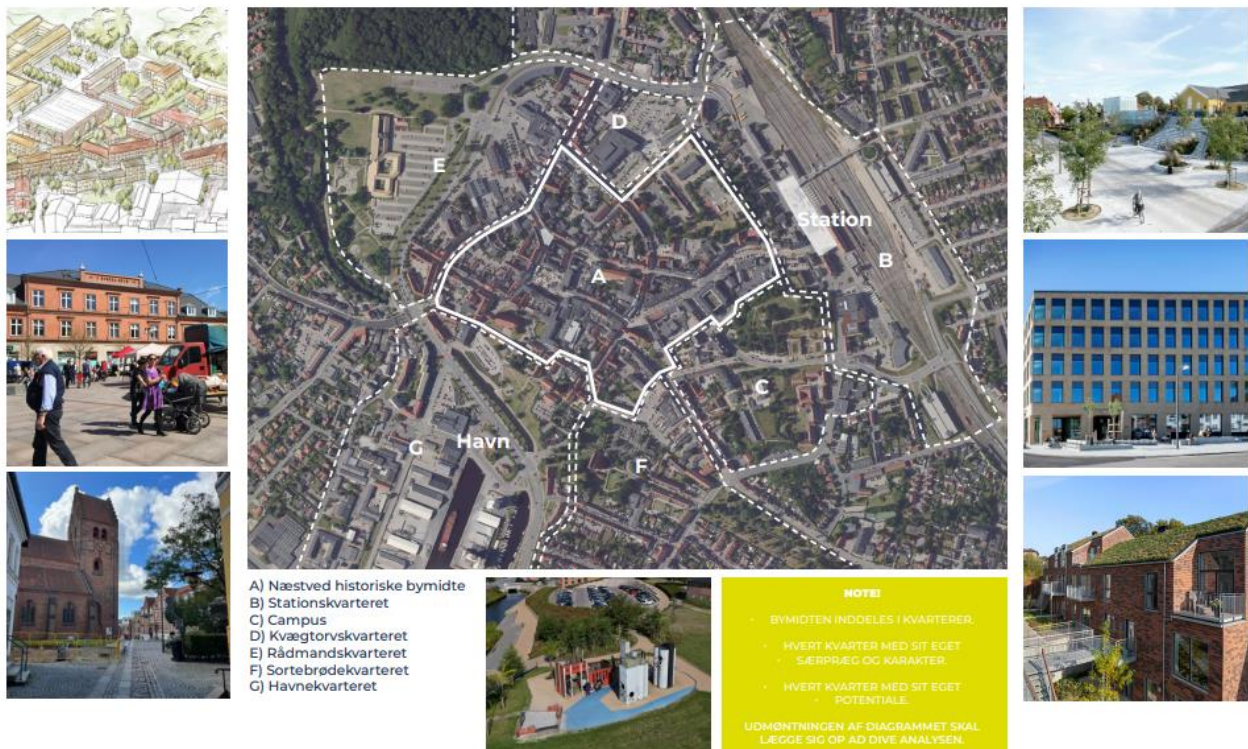 D
E
Station
A
B
C
G
Havn
F
A) Næstved historiske bymidte
B) Stationskvarteret
C) Campus
D) Kvægtorvskvarteret
E) Rådmandskvarteret
F) Sortebrødekvarteret
G) Havnekvarteret
NOTE!
· BYMIDTEN INDDELES I KVARTERER.
· HVERT KVARTER MED SIT EGET
· SÆRPRÆG OG KARAKTER.
· HVERT KVARTER MED SIT EGET
· POTENTIALE.
UDMØNTNINGEN AF DIAGRAMMET SKAL
LÆGGE SIG OP AD DIVE ANALYSEN.